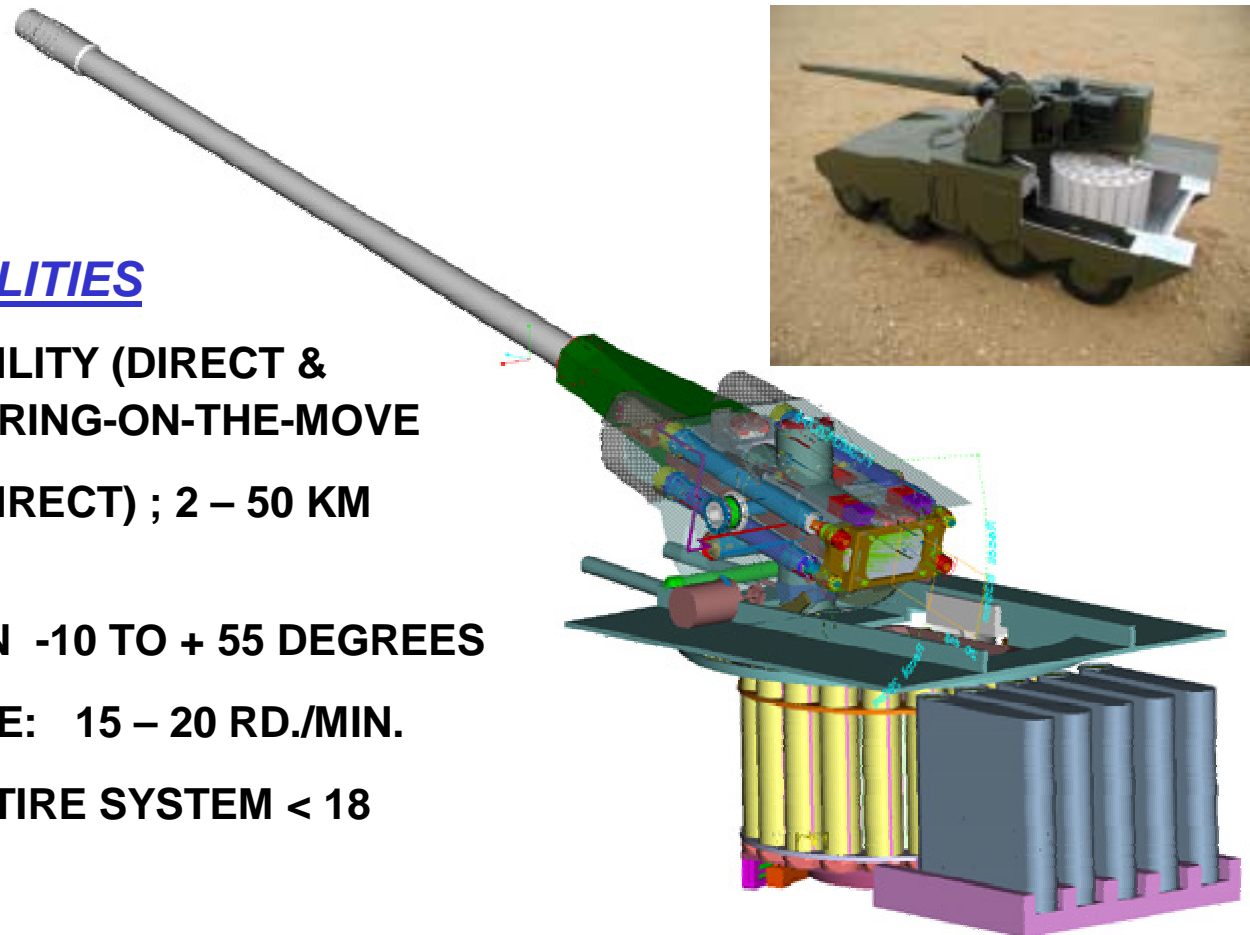 LITIES
ILITY (DIRECT &
RING-ON-THE-MOVE
IRECT) ; 2 – 50 KM
N -10 TO + 55 DEGREES
E: 15 – 20 RD./MIN.
TIRE SYSTEM < 18